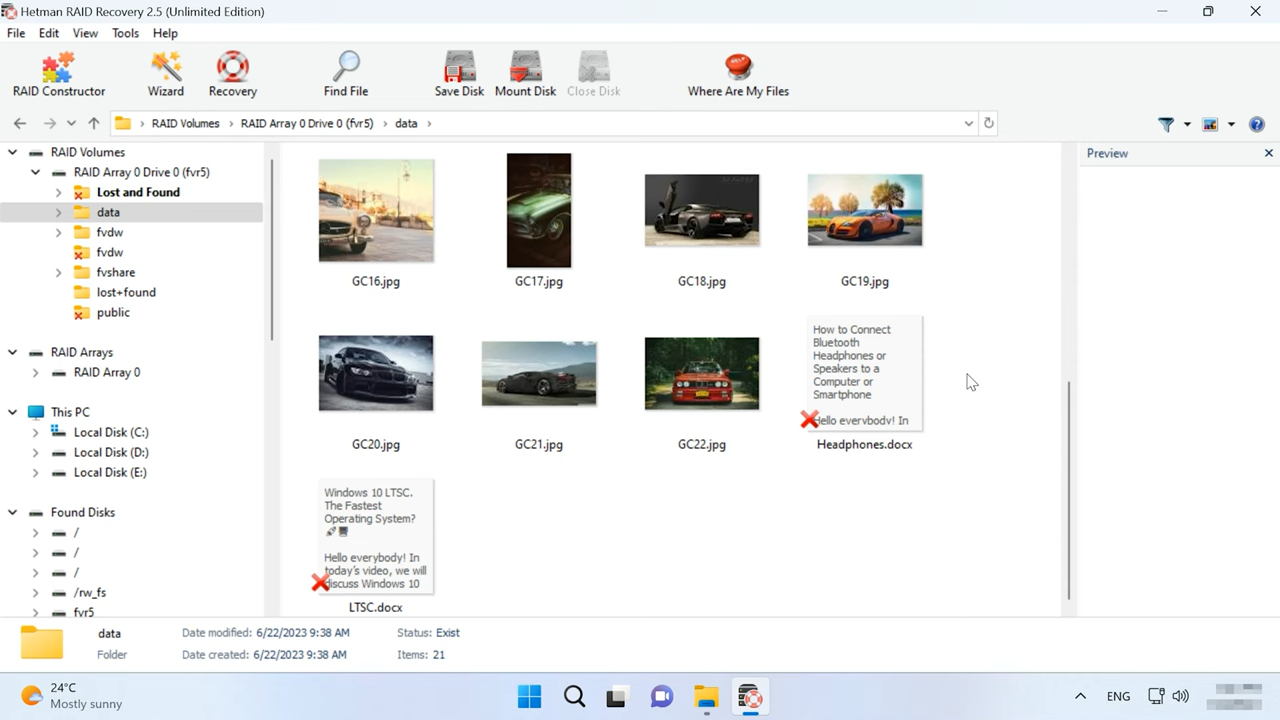 Hetman RAID Recovery 2.5 (Unlimited Edition)
File Edit View Tools Help
RAID Constructor Wizard Recovery Find File Save Disk Mount Disk Close Disk Where Are My Files
RAID Volumes > RAID Array 0 Drive 0 (fvr5) > data >
RAID Volumes
RAID Array 0 Drive 0 (fvr5)
Lost and Found
data
fvdw
fvdw
fvshare
lost+found
public
RAID Arrays
RAID Array 0
This PC
Local Disk (C:)
Local Disk (D:)
Local Disk (E:)
Found Disks
/
/
/
/rw_fs
fvr5
GC16.jpg GC17.jpg GC18.jpg GC19.jpg
How to Connect
Bluetooth
Headphones or
Speakers to a
Computer or
Smartphone
Hello everybody! In
GC20.jpg GC21.jpg GC22.jpg Headphones.docx
Windows 10 LTSC.
The Fastest
Operating System?
🚀🖥️
Hello everybody! In
today's video, we will
discuss Windows 10
LTSC.docx
Preview
data Date modified: 6/22/2023 9:38 AM Status: Exist
Folder Date created: 6/22/2023 9:38 AM Items: 21
24°C
Mostly sunny
ENG